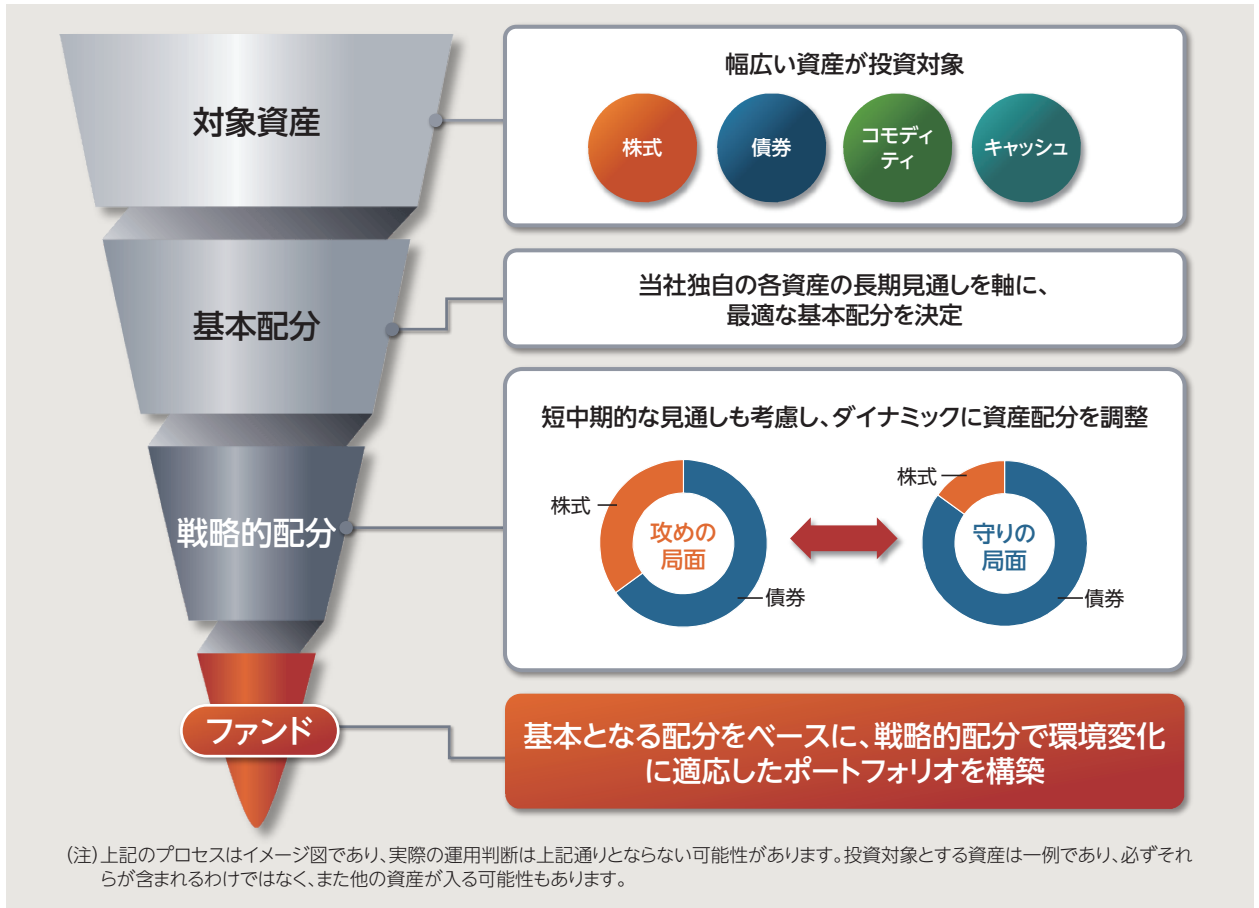 対象資産
幅広い資産が投資対象
株式
債券
コモディ
ティ
キャッシュ
基本配分
当社独自の各資産の長期見通しを軸に、
最適な基本配分を決定
戦略的配分
短中期的な見通しも考慮し、ダイナミックに資産配分を調整
株式
攻めの
局面
債券
株式
守りの
局面
債券
ファンド
基本となる配分をベースに、戦略的配分で環境変化
に適応したポートフォリオを構築
(注)上記のプロセスはイメージ図であり、実際の運用判断は上記通りとならない可能性があります。投資対象とする資産は一例であり、必ずそれ
らが含まれるわけではなく、また他の資産が入る可能性もあります。